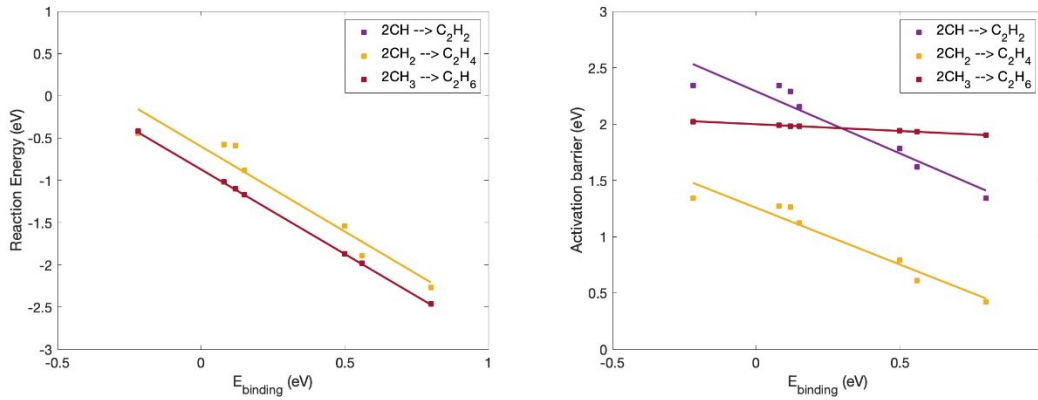 1
0.5
0
-0.5
-1
-1.5
-2
-2.5
-3
Reaction Energy (eV)
-0.5
0
0.5
1
E_binding (eV)
2CH --> C₂H₂
2CH₂ --> C₂H₄
2CH₃ --> C₂H₆
3
2.5
2
1.5
1
0.5
0
Activation barrier (eV)
-0.5
0
0.5
E_binding (eV)
2CH --> C₂H₂
2CH₂ --> C₂H₄
2CH₃ --> C₂H₆